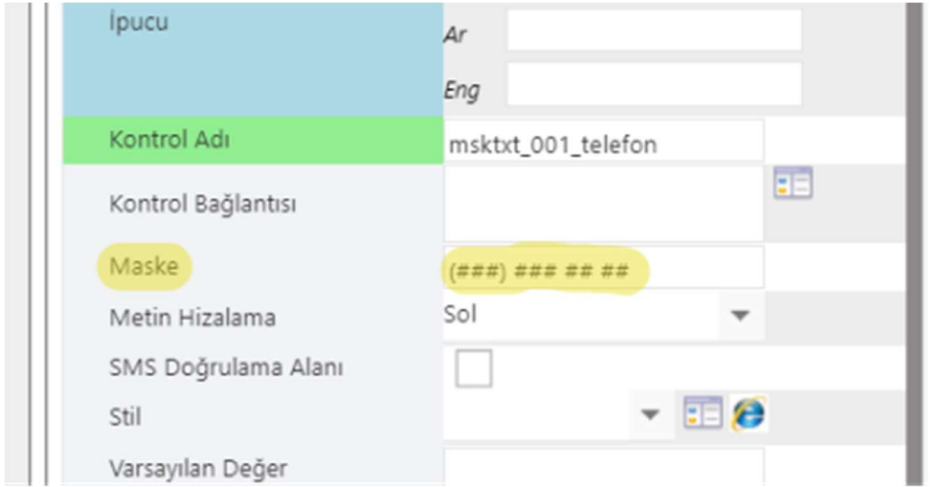 İpucu
Ar
Eng
Kontrol Adı msktxt_001_telefon
Kontrol Bağlantısı
Maske (###) ### ## ##
Metin Hizalama Sol
SMS Doğrulama Alanı
Stil
Varsayılan Değer